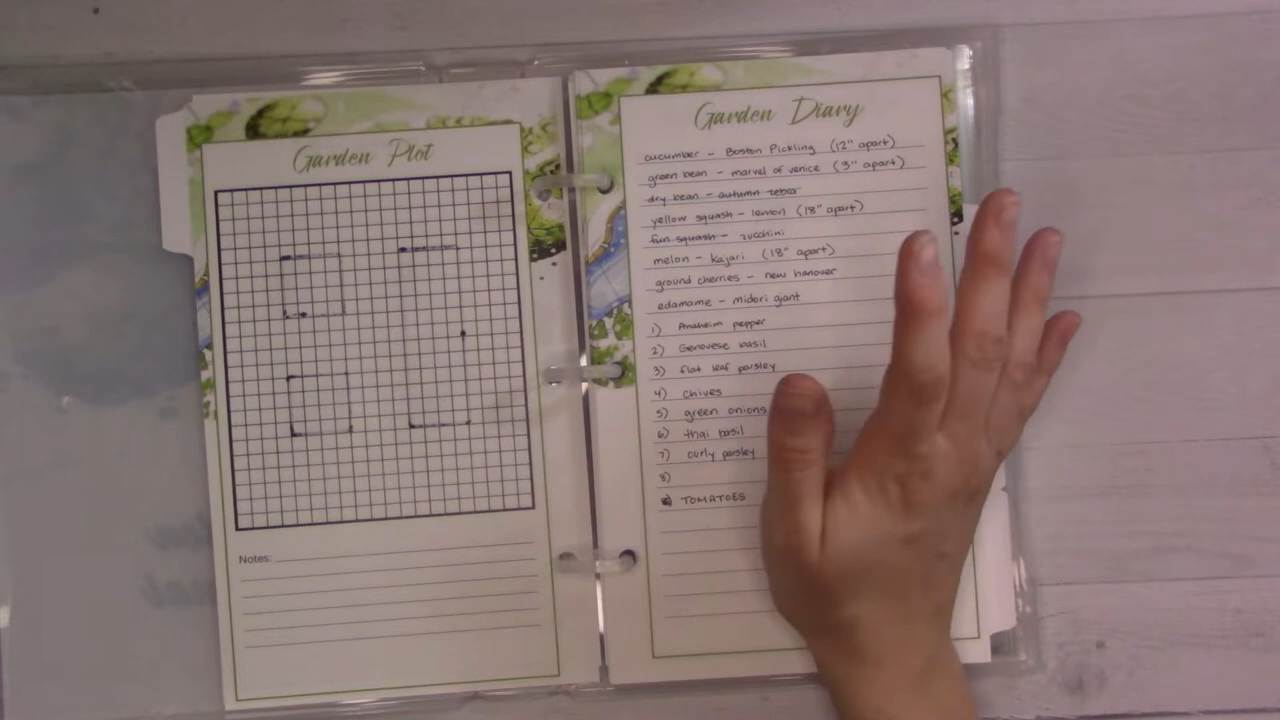 Garden Plot
Notes:
Garden Diary
cucumber - Boston Pickling (12" apart)
green bean - marvel of venice (3" apart)
dry bean - autumn zebra
yellow squash - lemon (18" apart)
fun squash - zucchini
melon - Kajari (18" apart)
ground cherries - new hanover
edamame - midori giant
1) Anaheim pepper
2) Genovese basil
3) flat leaf parsley
4) chives
5) green onions
6) thai basil
7) curly parsley
8)
TOMATOES